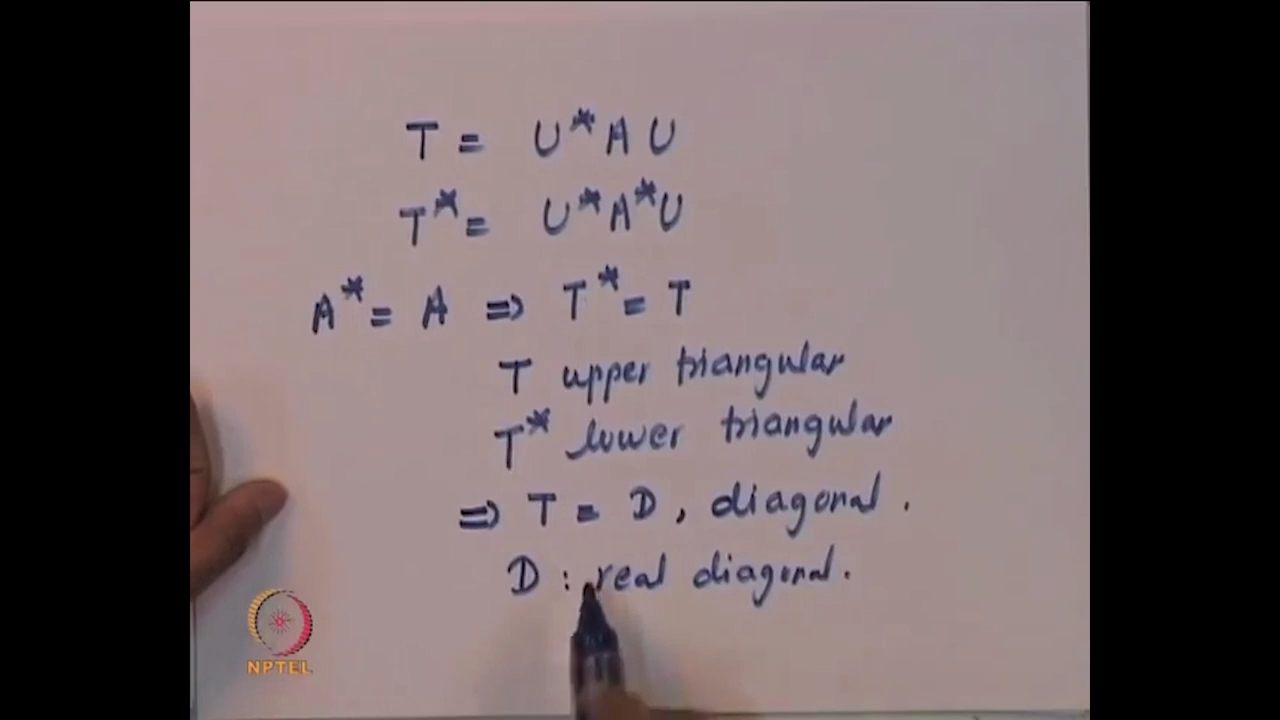 T = U*AU
T* = U*A*U
A* = A ⇒ T* = T
T upper triangular
T* lower triangular
⇒ T = D, diagonal.
D : real diagonal.
NPTEL